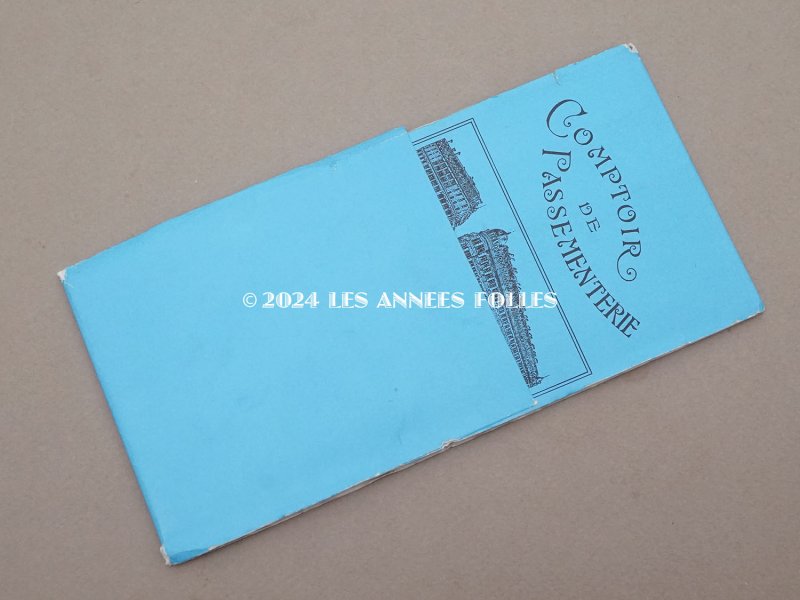 COMPTOIR
DE
PASSEMENTERIE
© 2024 LES ANNEES FOLLES